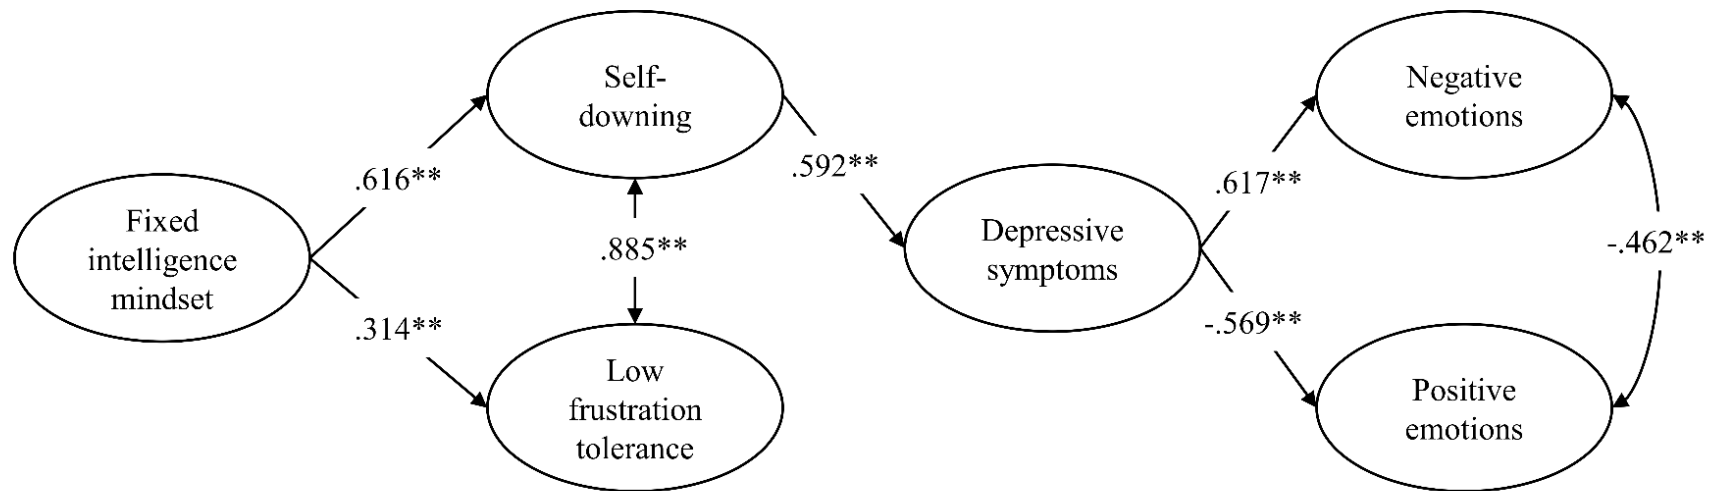 Fixed
intelligence
mindset
.616**
.314**
Self-
downing
.885**
Low
frustration
tolerance
.592**
Depressive
symptoms
.617**
-.569**
Negative
emotions
-.462**
Positive
emotions